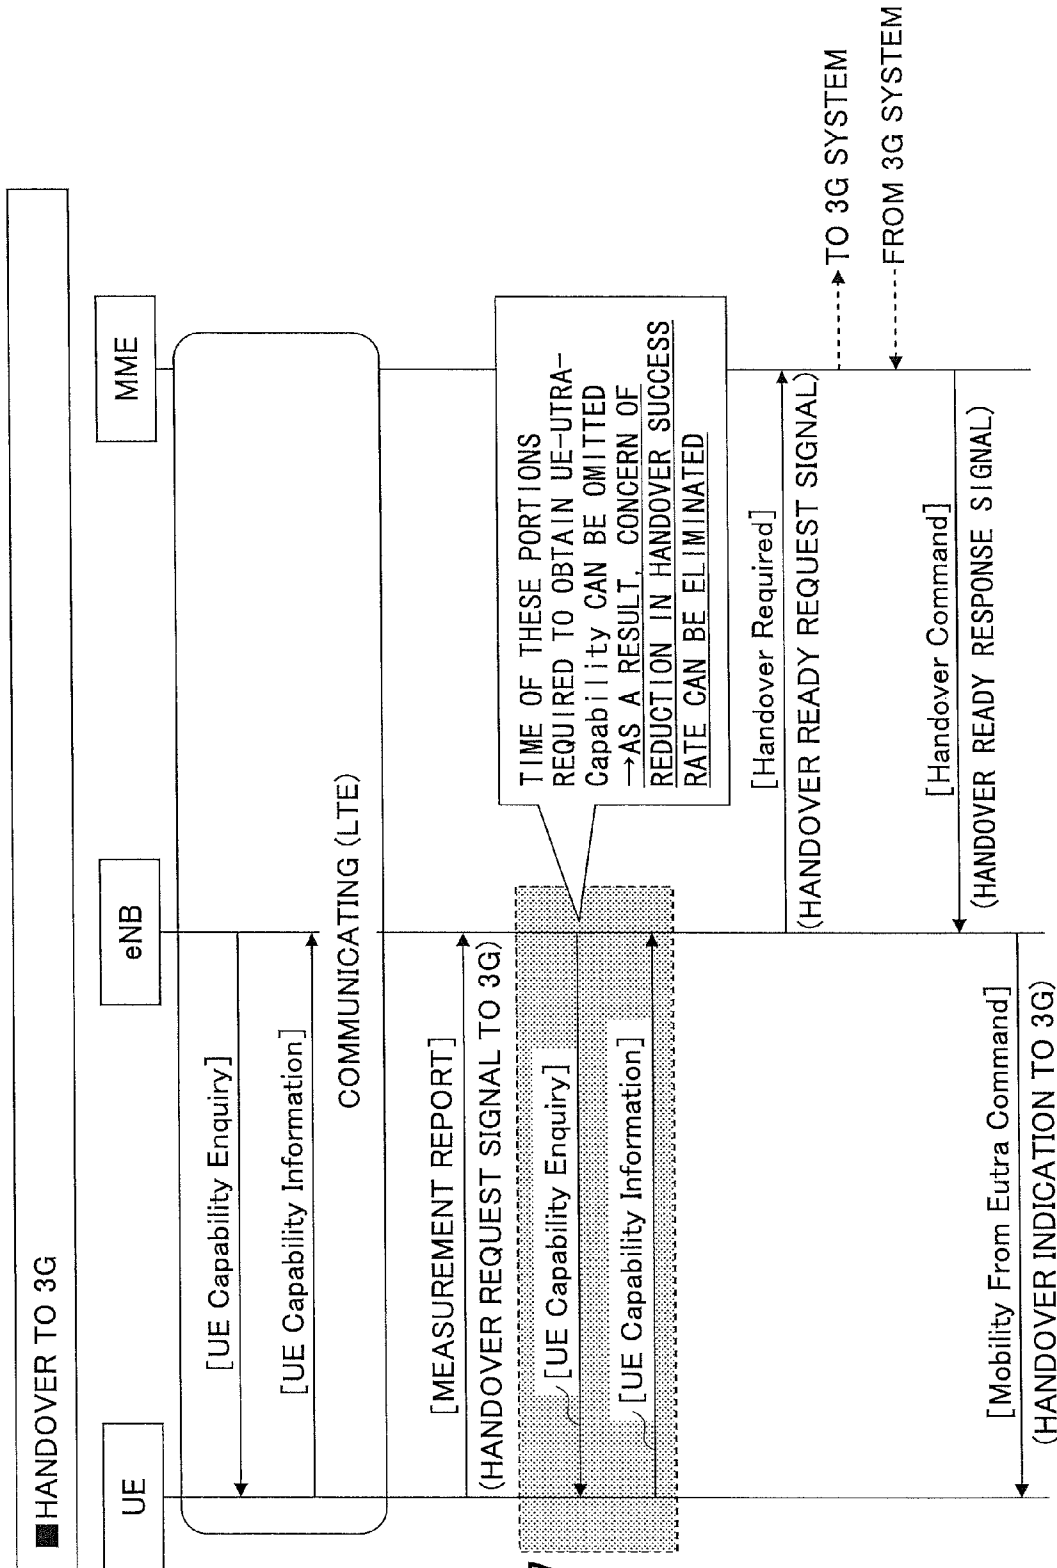 ■HANDOVER TO 3G
UE
eNB
MME
[UE Capability Enquiry]
[UE Capability Information]
COMMUNICATING (LTE)
[MEASUREMENT REPORT]
(HANDOVER REQUEST SIGNAL TO 3G)
[UE Capability Enquiry]
[UE Capability Information]
TIME OF THESE PORTIONS
REQUIRED TO OBTAIN UE-UTRA-
Capability CAN BE OMITTED
→AS A RESULT, CONCERN OF
REDUCTION IN HANDOVER SUCCESS
RATE CAN BE ELIMINATED
[Handover Required]
(HANDOVER READY REQUEST SIGNAL)
TO 3G SYSTEM
FROM 3G SYSTEM
[Handover Command]
(HANDOVER READY RESPONSE SIGNAL)
[Mobility From Eutra Command]
(HANDOVER INDICATION TO 3G)